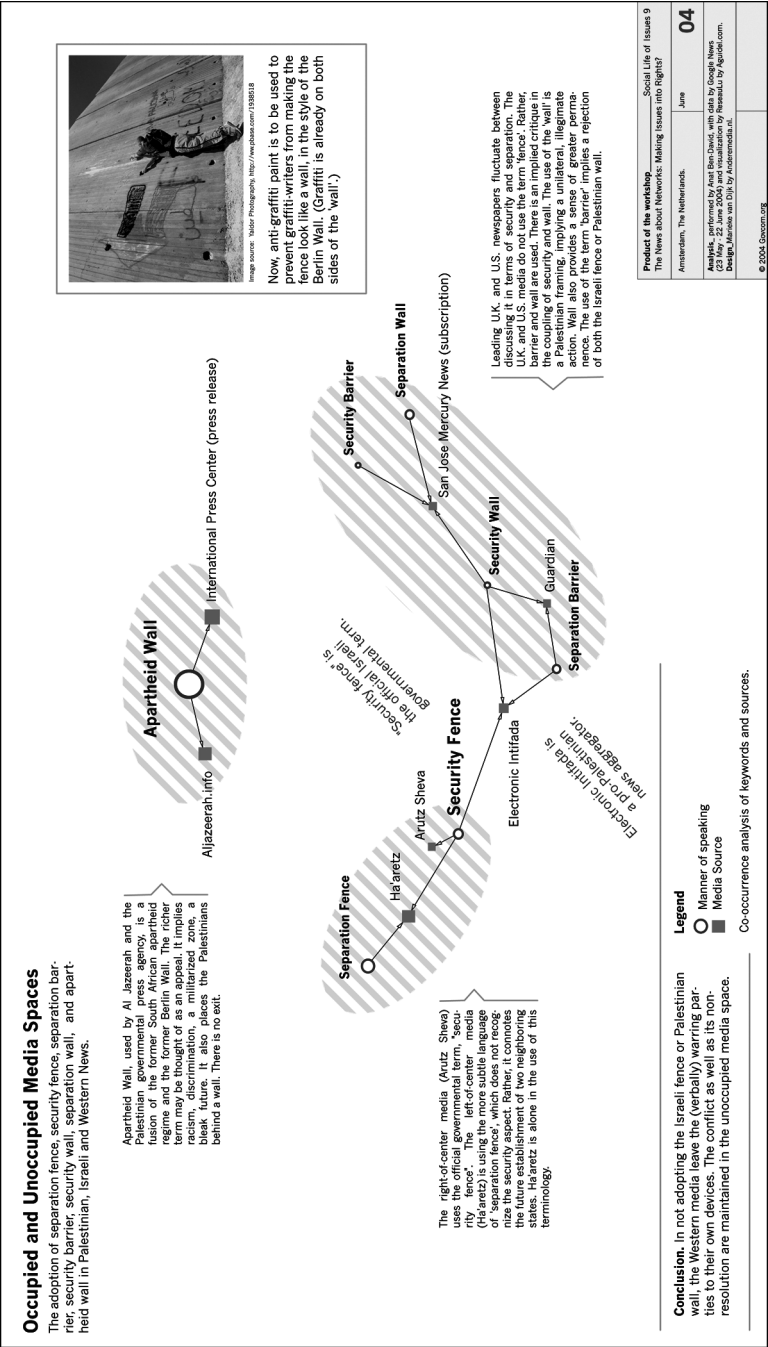 Occupied and Unoccupied Media Spaces
The adoption of separation fence, security fence, separation bar-
rier, security barrier, security wall, separation wall, and apart-
heid wall in Palestinian, Israeli and Western News.
Apartheid Wall, used by Al Jazeerah and the
Palestinian governmental press agency, is a
fusion of the former South African apartheid
regime and the former Berlin Wall. The richer
term may be thought of as an appeal. It implies
racism, discrimination, a militarized zone, a
bleak future. It also places the Palestinians
behind a wall. There is no exit.
Apartheid Wall
Aljazeerah.info
International Press Center (press release)
Image source: Yaidor Photography, http://ww.pbase.com/1938518
Now, anti-graffiti paint is to be used to
prevent graffiti-writers from making the
fence look like a wall, in the style of the
Berlin Wall. (Graffiti is already on both
sides of the 'wall'.)
"Security fence" is
the official Israeli
governmental term.
Separation Fence
Ha'aretz
Arutz Sheva
Security Fence
Electronic Intifada
Electronic Intifada is
a pro-Palestinian
news aggregator.
Security Barrier
Separation Wall
San Jose Mercury News (subscription)
Security Wall
Guardian
Separation Barrier
The right-of-center media (Arutz Sheva)
uses the official governmental term, "secu-
rity fence". The left-of-center media
(Ha'aretz) is using the more subtle language
of 'separation fence', which does not recog-
nize the security aspect. Rather, it connotes
the future establishment of two neighboring
states. Ha'aretz is alone in the use of this
terminology.
Leading U.K. and U.S. newspapers fluctuate between
discussing it in terms of security and separation. The
U.K. and U.S. media do not use the term 'fence'. Rather,
barrier and wall are used. There is an implied critique in
the coupling of security and wall. The use of the 'wall' is
a Palestinian framing, implying a unilateral, illegimate
action. Wall also provides a sense of greater perma-
nence. The use of the term 'barrier' implies a rejection
of both the Israeli fence or Palestinian wall.
Conclusion. In not adopting the Israeli fence or Palestinian
wall, the Western media leave the (verbally) warring par-
ties to their own devices. The conflict as well as its non-
resolution are maintained in the unoccupied media space.
Legend
Manner of speaking
Media Source
Co-occurrence analysis of keywords and sources.
Product of the workshop_ Social Life of Issues 9
The News about Networks: Making Issues into Rights?
Amsterdam, The Netherlands. June 04
Analysis_ performed by Anat Ben-David, with data by Google News
(23 May - 22 June 2004) and visualization by ReseauLu by Aguidel.com.
Design_Marieke van Dijk by Anderemedia.nl.
© 2004 Govcom.org